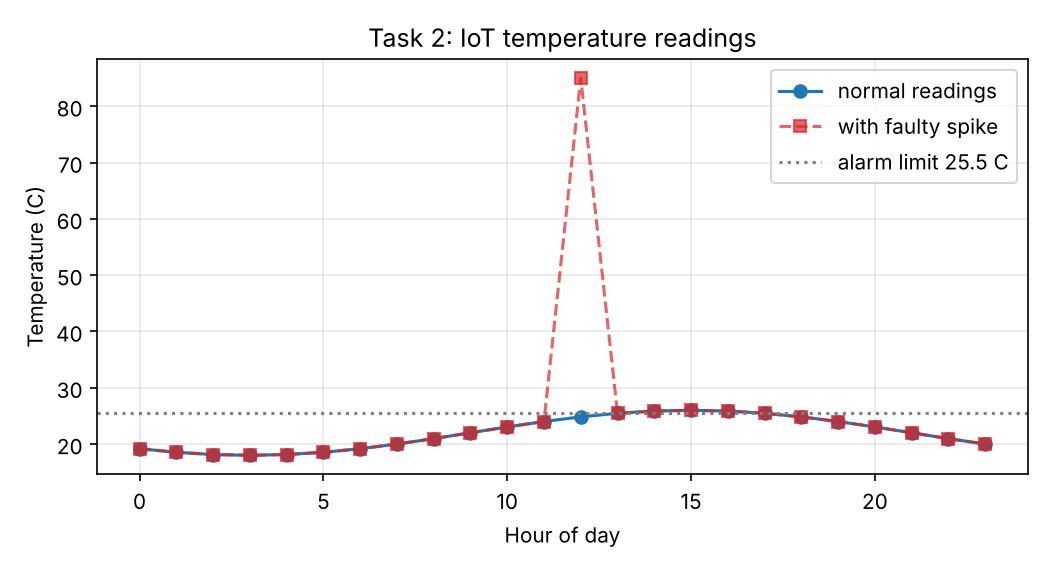 Task 2: IoT temperature readings
normal readings
with faulty spike
alarm limit 25.5 C
Temperature (C)
80
70
60
50
40
30
20
0 5 10 15 20
Hour of day